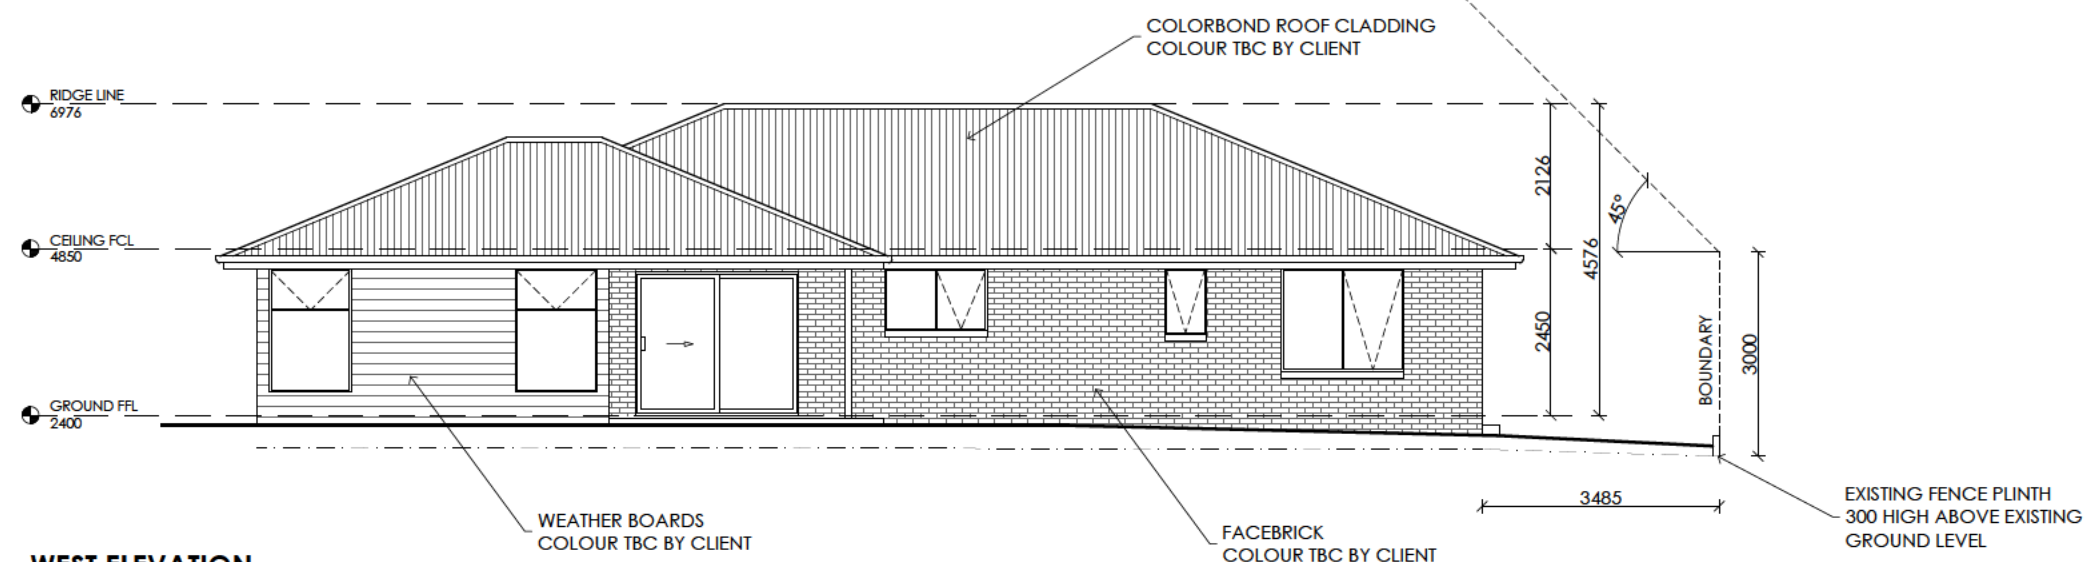 COLORBOND ROOF CLADDING
COLOUR TBC BY CLIENT
RIDGE LINE
6976
CEILING FCL
4850
GROUND FFL
2400
2126
4576
2450
45°
BOUNDARY
3000
3485
WEATHER BOARDS
COLOUR TBC BY CLIENT
FACEBRICK
COLOUR TBC BY CLIENT
EXISTING FENCE PLINTH
300 HIGH ABOVE EXISTING
GROUND LEVEL
WEST ELEVATION